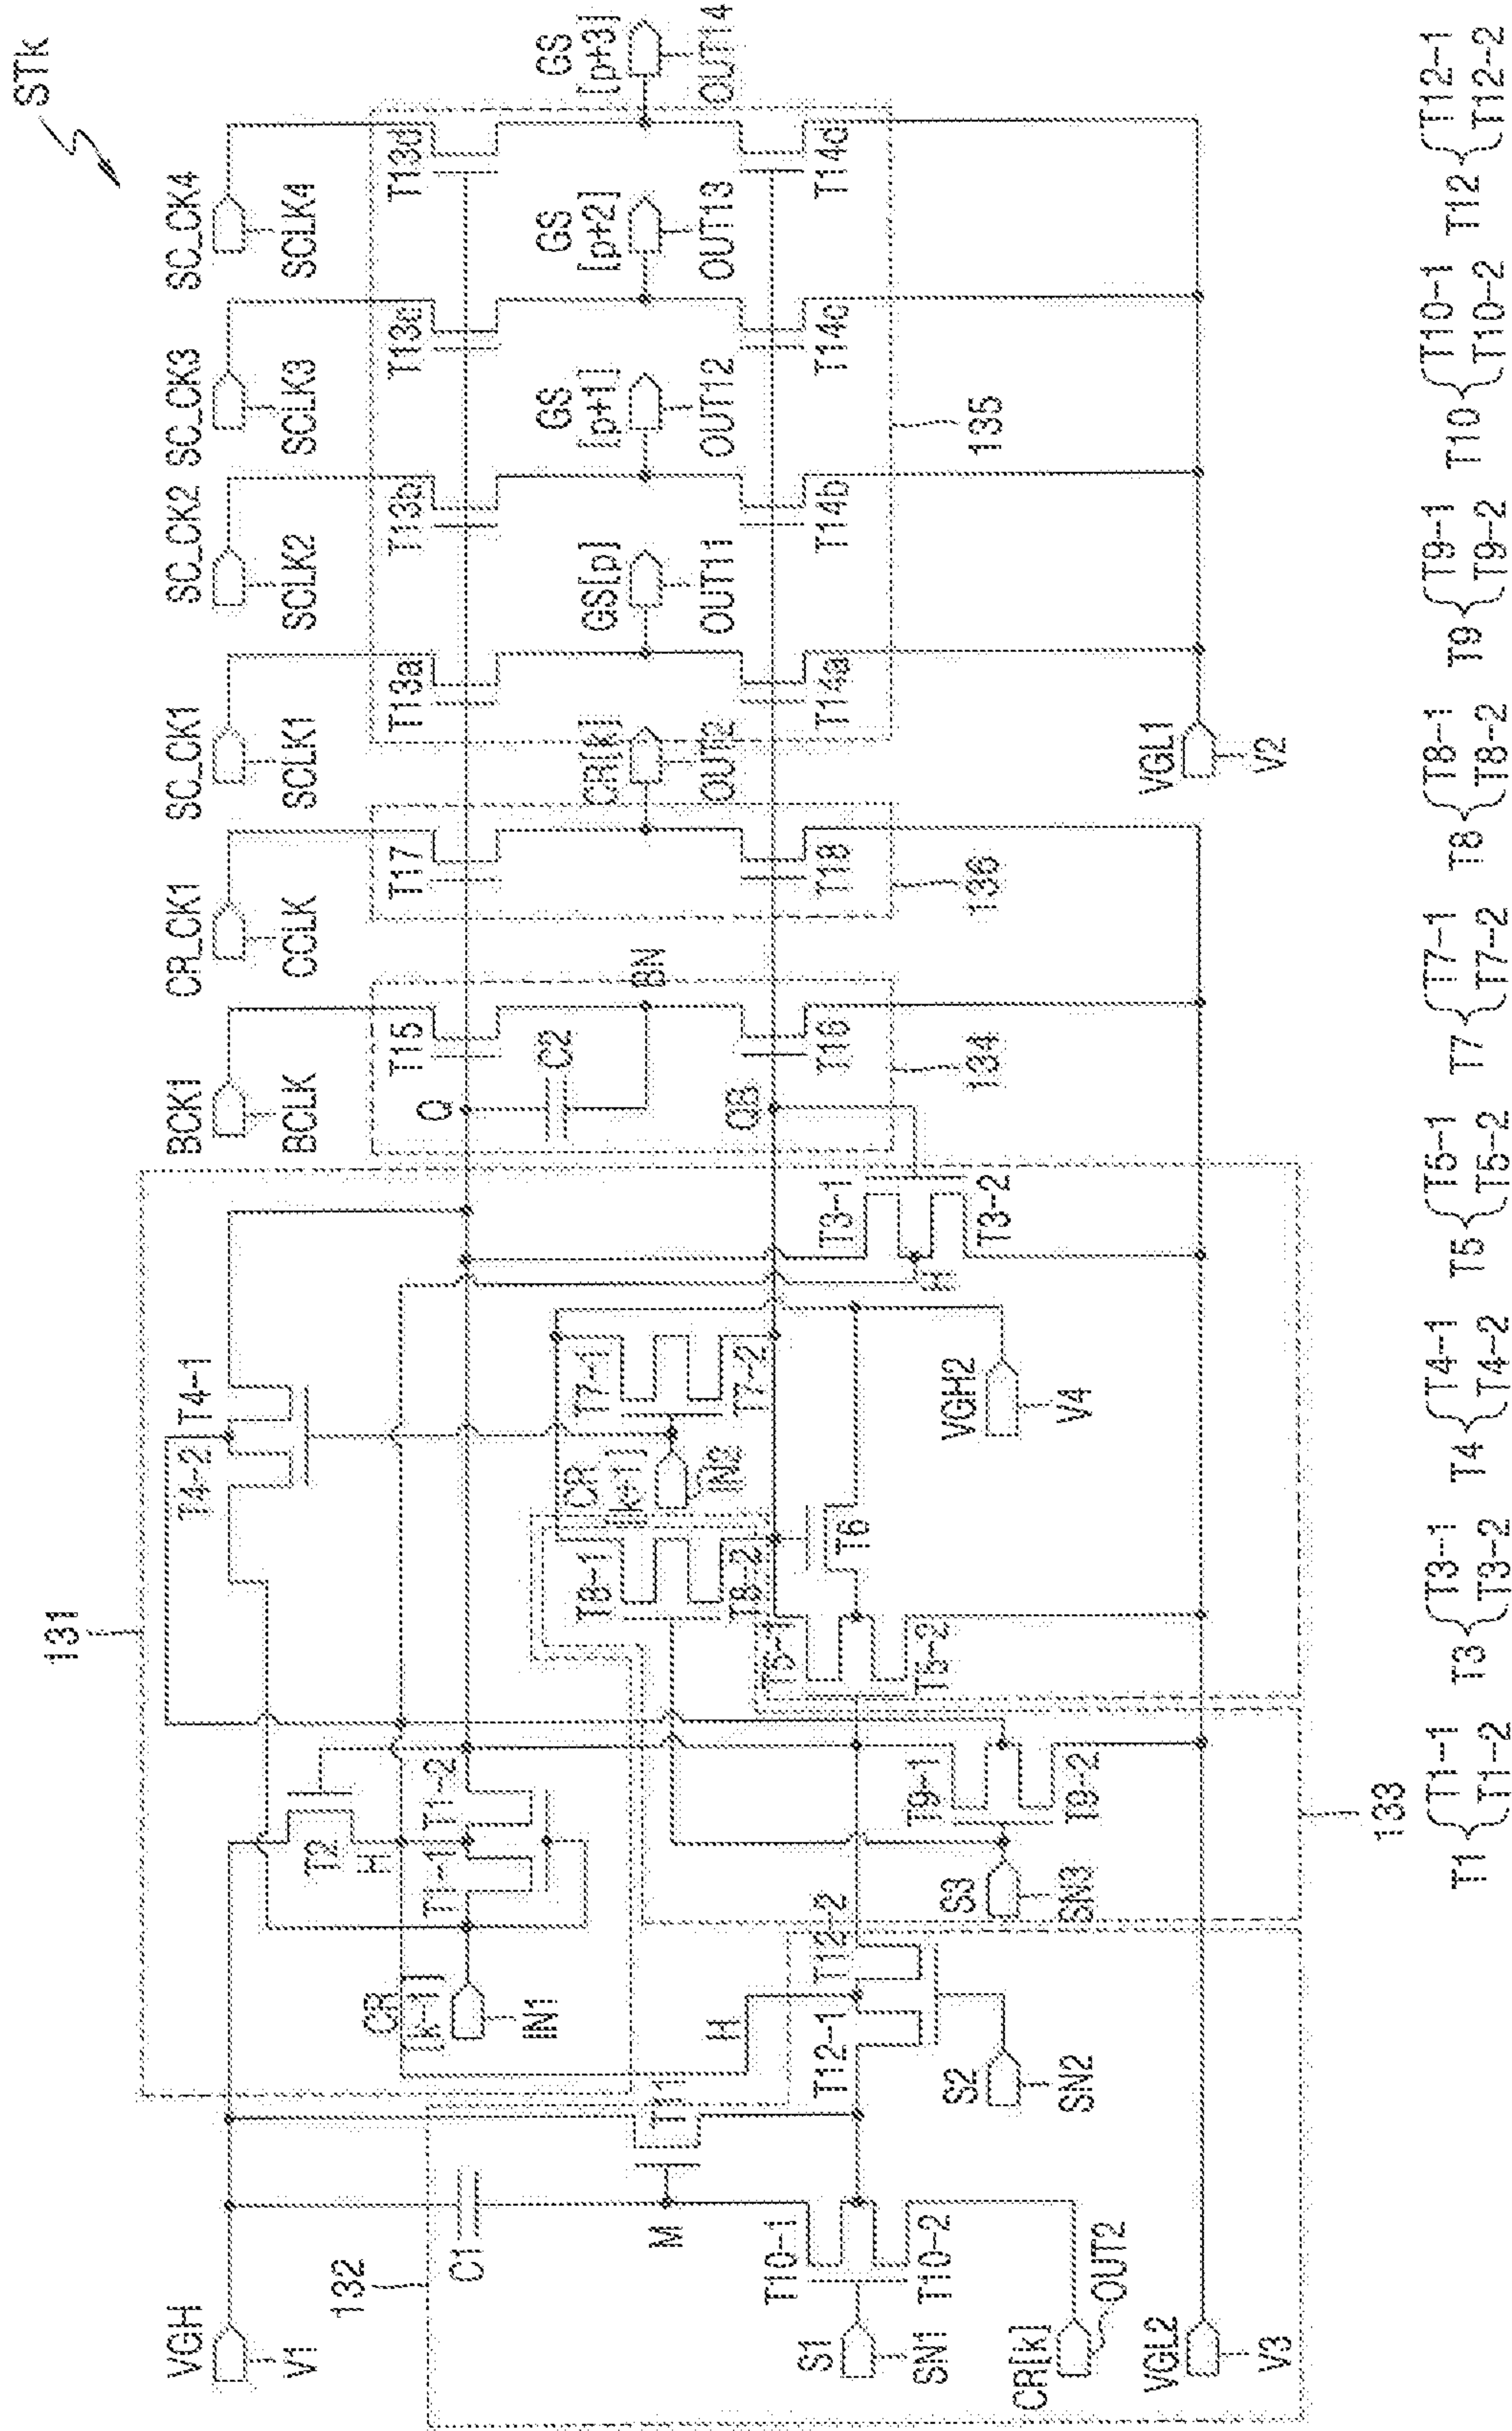 STk
BCK1
BCLK
CR_CK1
CCLK
SC_CK1
SCLK1
SC_CK2
SCLK2
SC_CK3
SCLK3
SC_CK4
SCLK4
131
VGH
V1
132
C1
M
T11
T10-1
T10-2
S1
SN1
CR[k]
OUT2
VGL2
V3
CR
[k-1]
IN1
H
T12-1
T12-2
S2
SN2
T2
H
T1-1
T1-2
T9-1
T9-2
S3
SN3
133
T4-2
T4-1
T8-1
T8-2
CR
[k+1]
IN2
T7-1
T7-2
T5-1
T5-2
T6
VGH2
V4
T3-1
T3-2
H
Q
QB
T15
C2
BN
T16
134
T17
T18
136
CR[k]
OUT2
T13a
T14a
GS[p]
OUT11
T13b
T14b
GS
[p+1]
OUT12
T13c
T14c
GS
[p+2]
OUT13
T13d
T14d
GS
[p+3]
OUT14
135
VGL1
V2
T1{T1-1
T1-2
T3{T3-1
T3-2
T4{T4-1
T4-2
T5{T5-1
T5-2
T7{T7-1
T7-2
T8{T8-1
T8-2
T9{T9-1
T9-2
T10{T10-1
T10-2
T12{T12-1
T12-2